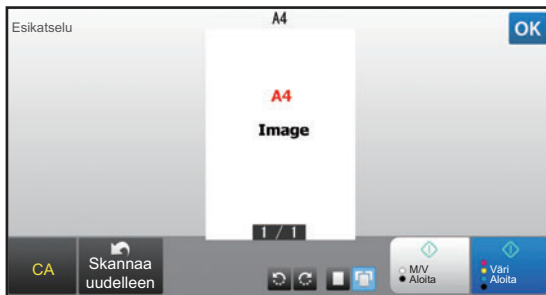 A4
Esikatselu
OK
A4
Image
1 / 1
CA
Skannaa
uudelleen
M/V
Aloita
Väri
Aloita